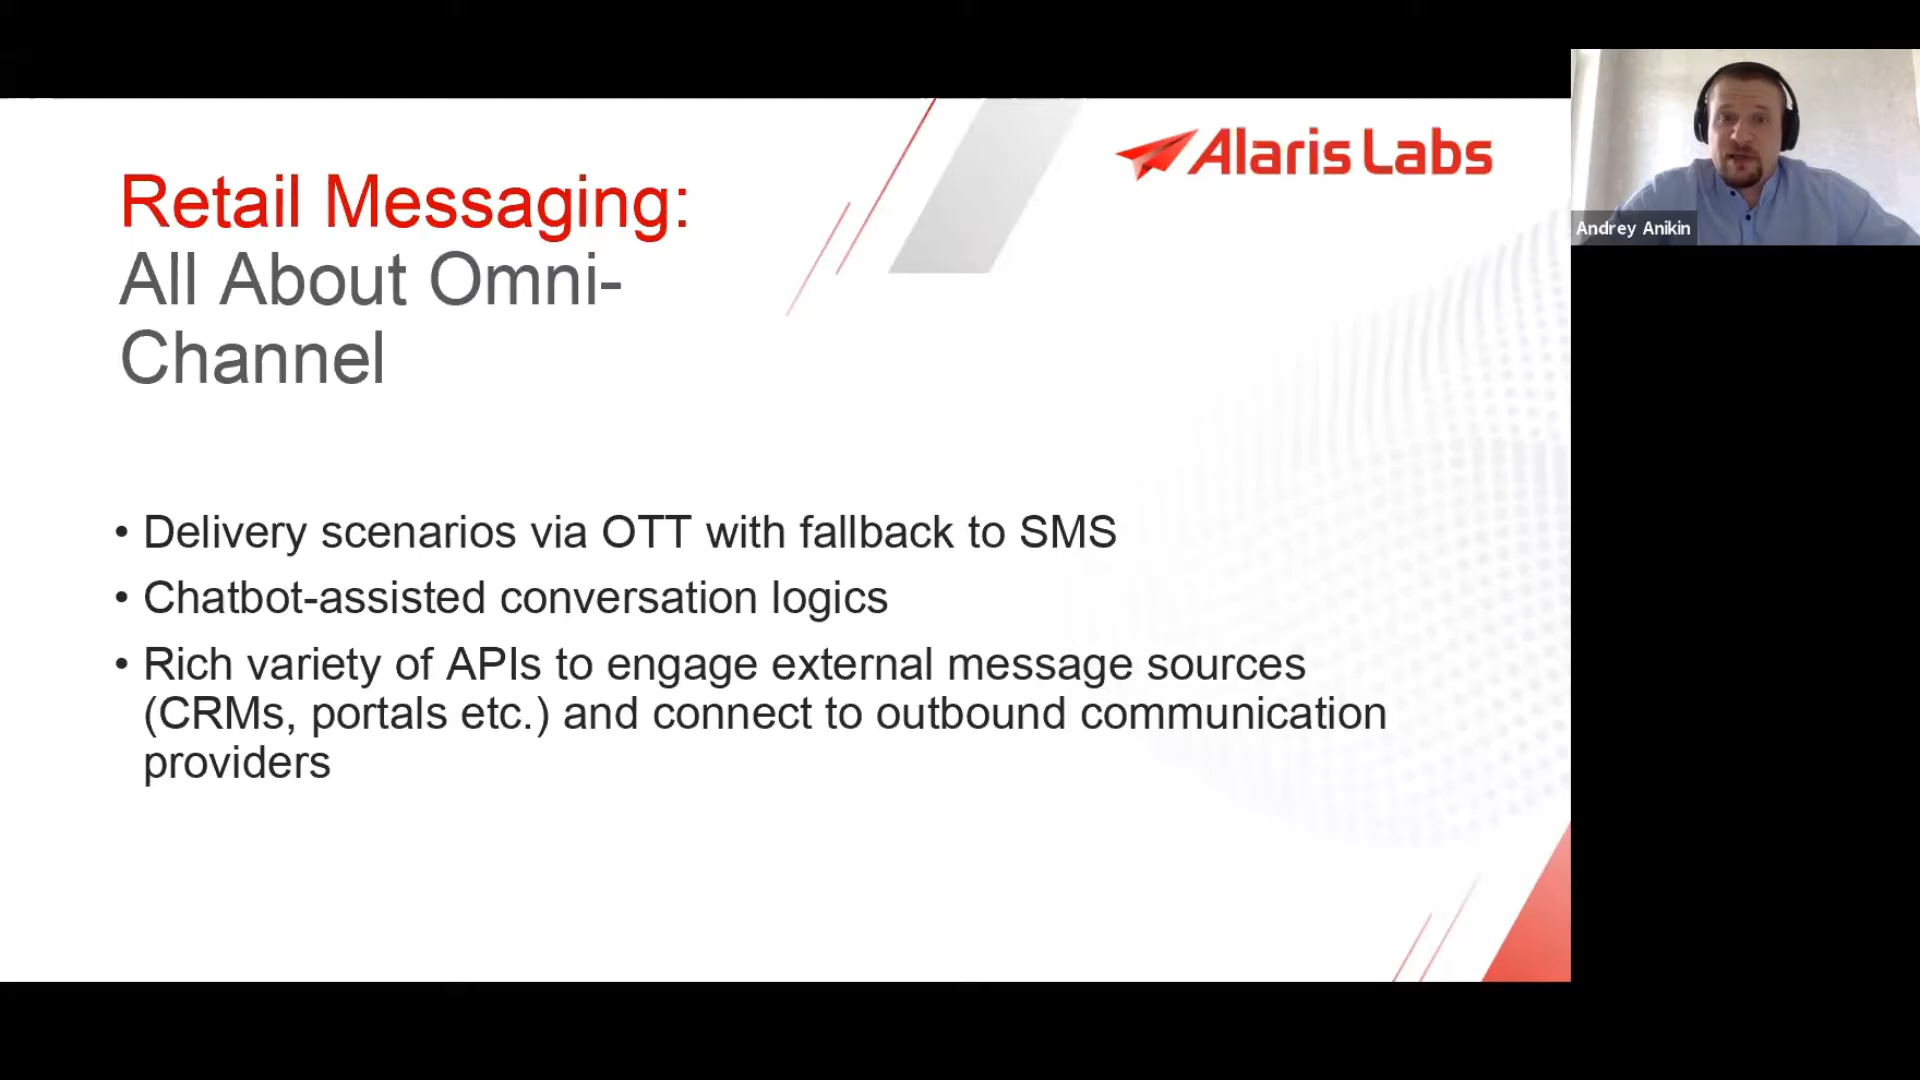 Alaris Labs
Andrey Anikin
Retail Messaging:
All About Omni-
Channel
• Delivery scenarios via OTT with fallback to SMS
• Chatbot-assisted conversation logics
• Rich variety of APIs to engage external message sources
(CRMs, portals etc.) and connect to outbound communication
providers